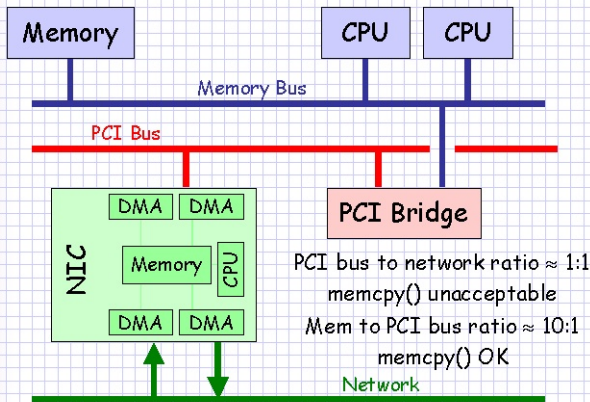 Memory
CPU
CPU
Memory Bus
PCI Bus
DMA
DMA
PCI Bridge
NIC
Memory
CPU
PCI bus to network ratio ≈ 1:1
memcpy() unacceptable
DMA
DMA
Mem to PCI bus ratio ≈ 10:1
memcpy() OK
Network